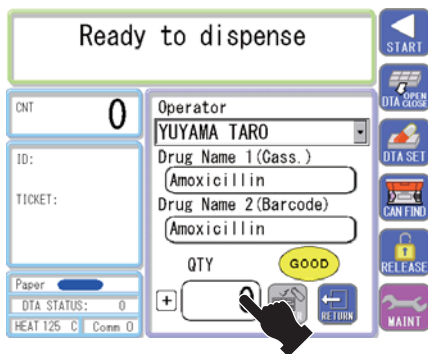 Ready to dispense
START
DTA OPEN CLOSE
DTA SET
CAN FIND
RELEASE
MAINT
CNT 0
ID:
TICKET:
Paper
DTA STATUS: 0
HEAT 125 C Comm 0
Operator
YUYAMA TARO
Drug Name 1(Cass.)
Amoxicillin
Drug Name 2(Barcode)
Amoxicillin
QTY GOOD
+ RETURN